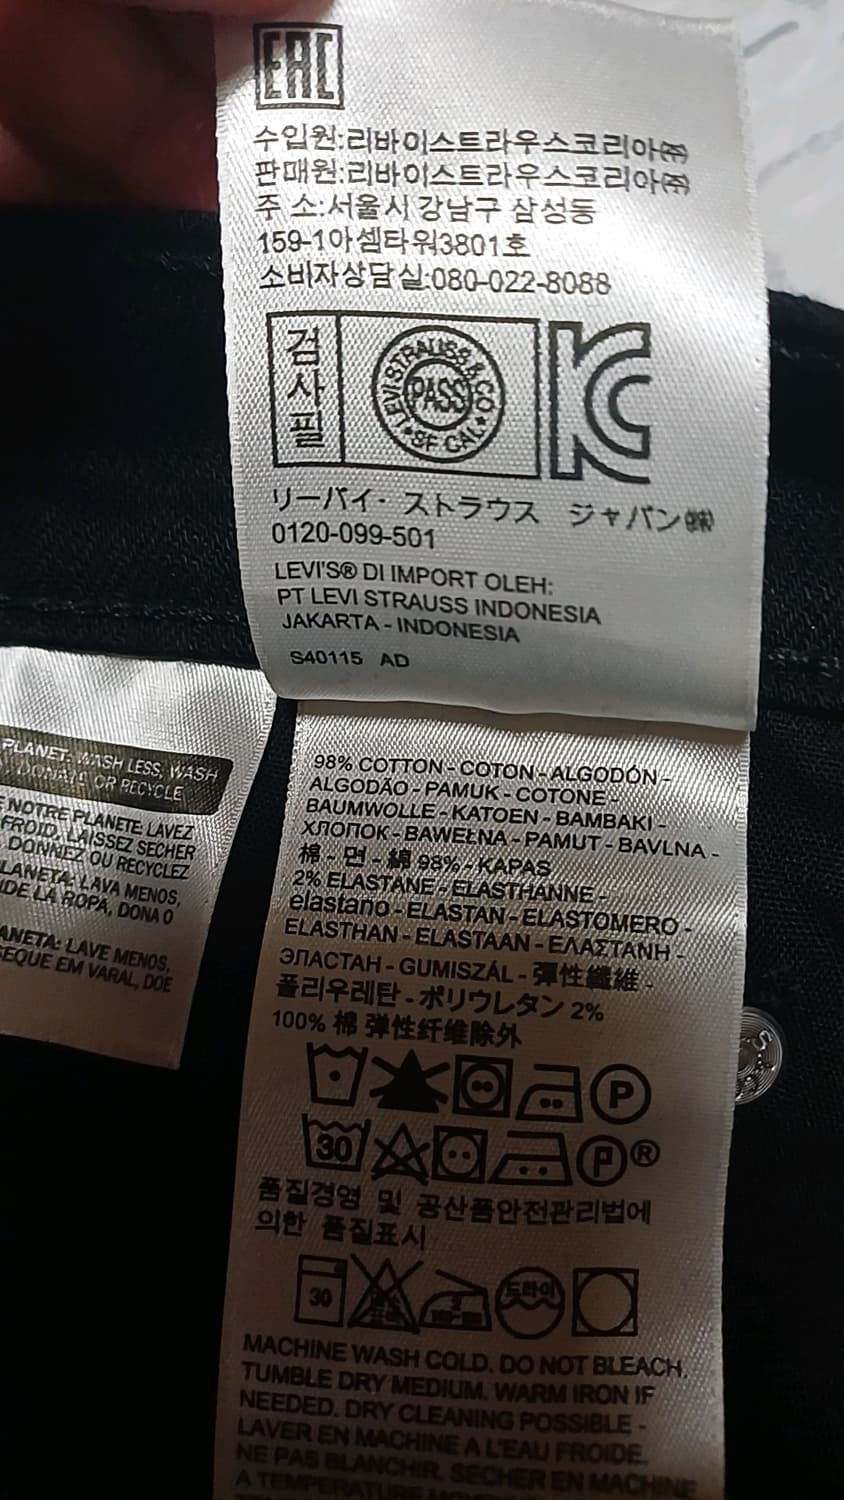 EAC
수입원:리바이스트라우스코리아㈜
판매원:리바이스트라우스코리아㈜
주 소:서울시 강남구 삼성동
159-1아셈타워3801호
소비자상담실:080-022-8088
검사필
LEVI STRAUSS & CO
PASS
SF CAL
KC
リーバイ・ストラウス ジャパン㈱
0120-099-501
LEVI'S® DI IMPORT OLEH:
PT LEVI STRAUSS INDONESIA
JAKARTA - INDONESIA
S40115 AD
PLANET: WASH LESS, WASH
DONATE OR RECYCLE
NOTRE PLANETE: LAVEZ
FROID, LAISSEZ SECHER
DONNEZ OU RECYCLEZ
LANETA: LAVA MENOS,
DE LA ROPA, DONA O
ANETA: LAVE MENOS,
SEQUE EM VARAL, DOE
98% COTTON - COTON - ALGODÓN -
ALGODÃO - PAMUK - COTONE -
BAUMWOLLE - KATOEN - BAMBAKI -
ХЛОПОК - BAWEŁNA - PAMUT - BAVLNA -
棉 - 면 - 綿 98% - KAPAS
2% ELASTANE - ELASTHANNE -
elastano - ELASTAN - ELASTOMERO -
ELASTHAN - ELASTAAN - ΕΛΑΣΤΑΝΗ -
ЭЛАСТАН - GUMISZÁL - 彈性纖維 -
폴리우레탄 - ポリウレタン 2%
100% 棉 弹性纤维除外
P
30 P ®
품질경영 및 공산품안전관리법에
의한 품질표시
30 드라이
MACHINE WASH COLD. DO NOT BLEACH.
TUMBLE DRY MEDIUM. WARM IRON IF
NEEDED. DRY CLEANING POSSIBLE -
LAVER EN MACHINE A L'EAU FROIDE.
NE PAS BLANCHIR. SECHER EN MACHINE
A TEMPERATURE